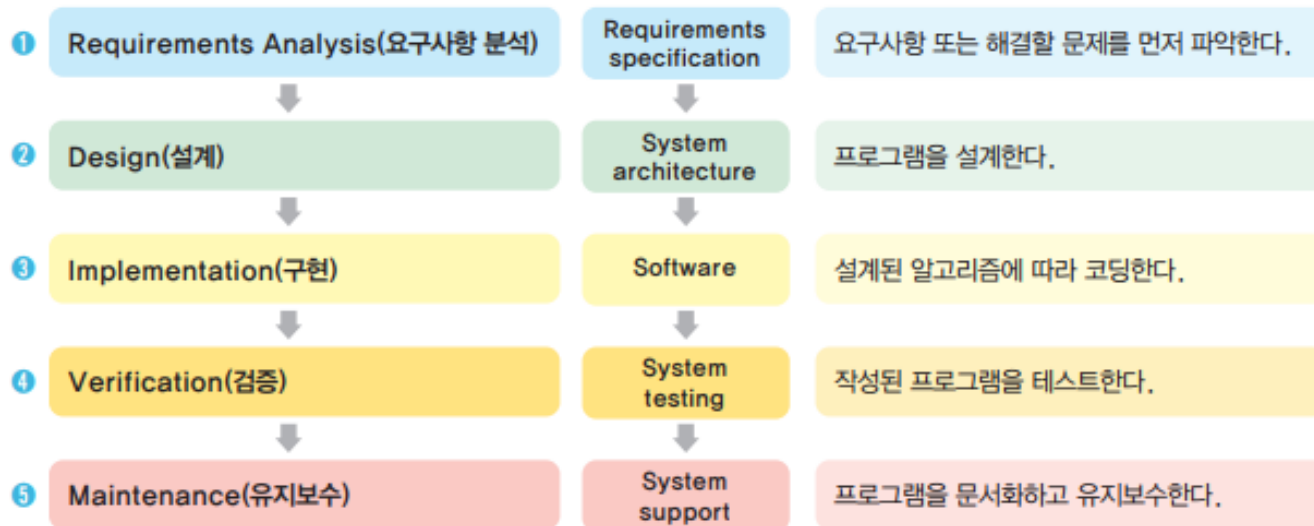 ❶ Requirements Analysis(요구사항 분석)
Requirements
specification
요구사항 또는 해결할 문제를 먼저 파악한다.
❷ Design(설계)
System
architecture
프로그램을 설계한다.
❸ Implementation(구현)
Software
설계된 알고리즘에 따라 코딩한다.
❹ Verification(검증)
System
testing
작성된 프로그램을 테스트한다.
❺ Maintenance(유지보수)
System
support
프로그램을 문서화하고 유지보수한다.